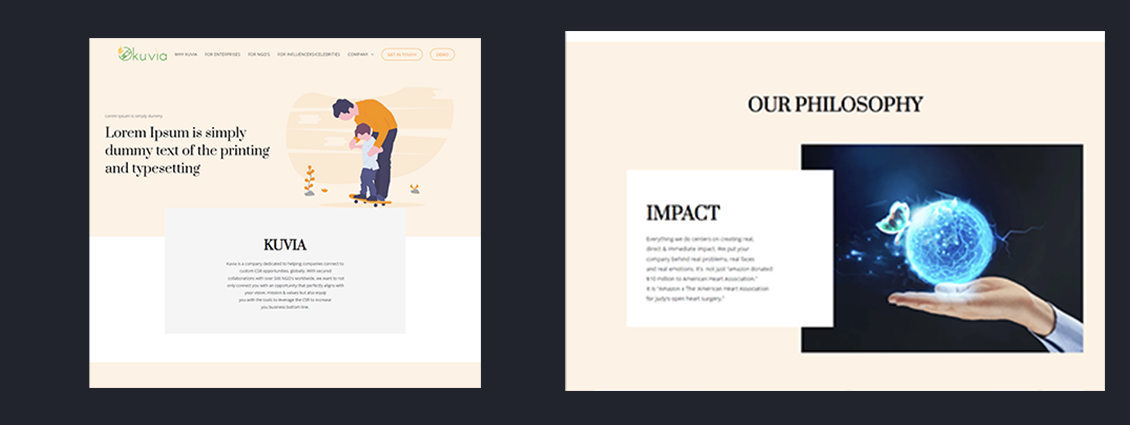 kuvia
WHY KUVIA
FOR ENTERPRISES
FOR NGO'S
FOR INFLUENCERS/CELEBRITIES
COMPANY
GET IN TOUCH
DEMO
Lorem ipsum is simply dummy
Lorem Ipsum is simply
dummy text of the printing
and typesetting
KUVIA
Kuvia is a company dedicated to helping companies connect to
custom CSR opportunities, globally. With secured
collaborations with over 500 NGO's worldwide, we want to not
only connect you with an opportunity that perfectly aligns with
your vision, mission & values but also equip
you with the tools to leverage the CSR to increase
you business bottom line.
OUR PHILOSOPHY
IMPACT
Everything we do centers on creating real,
direct & immediate impact. We put your
company behind real problems, real faces
and real emotions. It's not just "amazon donated
$10 million to American Heart Association."
It is "Amazon x The American Heart Association
for Judy's open heart surgery."